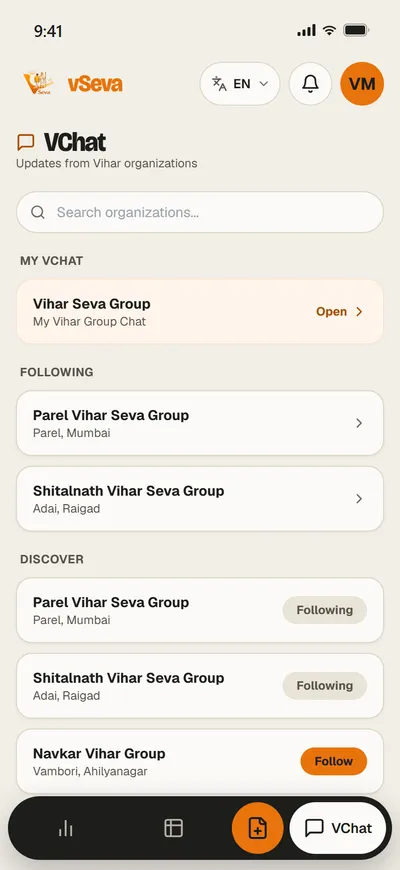 9:41
Seva
vSeva
EN
VM
VChat
Updates from Vihar organizations
Search organizations...
MY VCHAT
Vihar Seva Group
My Vihar Group Chat
Open
FOLLOWING
Parel Vihar Seva Group
Parel, Mumbai
Shitalnath Vihar Seva Group
Adai, Raigad
DISCOVER
Parel Vihar Seva Group
Parel, Mumbai
Following
Shitalnath Vihar Seva Group
Adai, Raigad
Following
Navkar Vihar Group
Vambori, Ahilyanagar
Follow
VChat